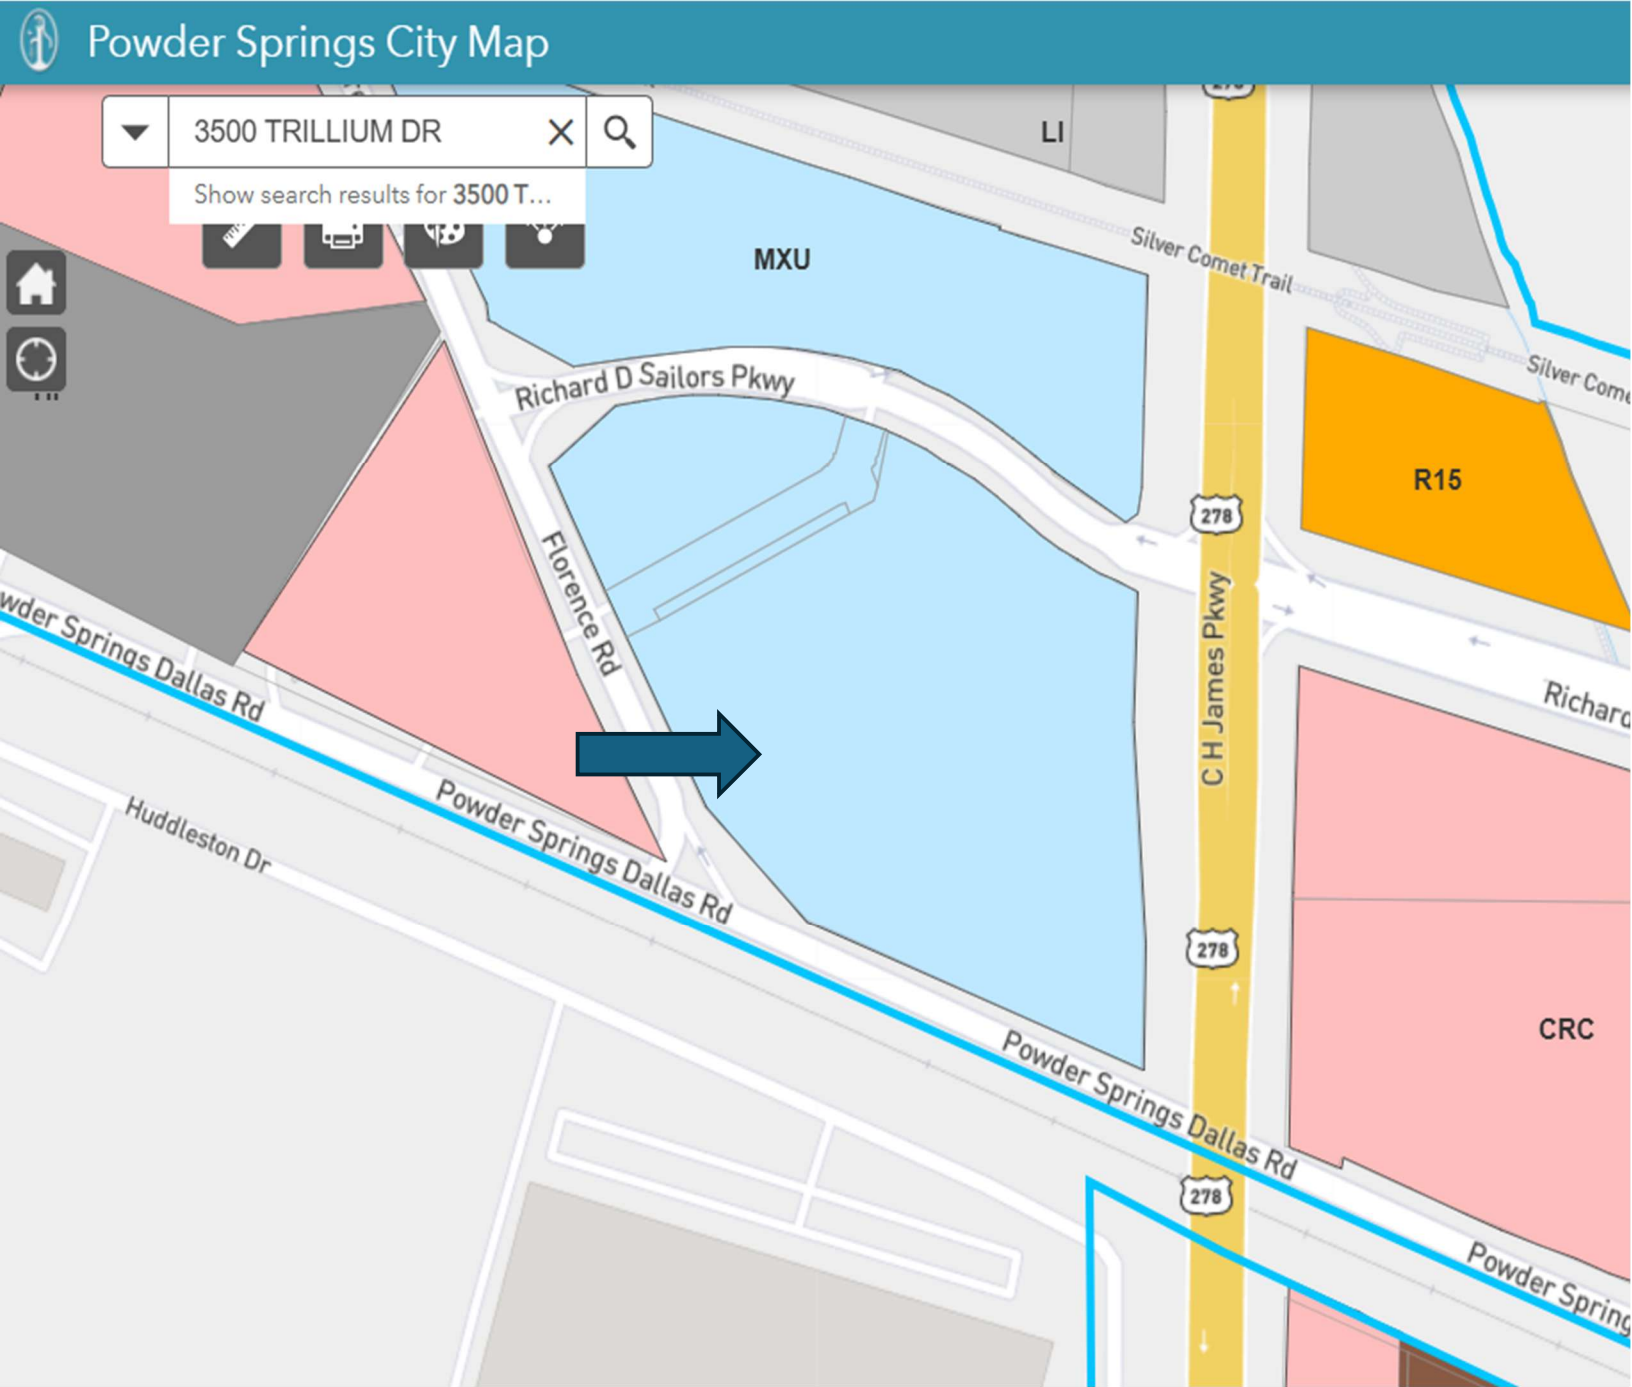 Powder Springs City Map
3500 TRILLIUM DR
Show search results for 3500 T...
LI
MXU
Silver Comet Trail
Silver Come
Richard D Sailors Pkwy
R15
278
Florence Rd
C H James Pkwy
wder Springs Dallas Rd
Richard
Huddleston Dr
Powder Springs Dallas Rd
278
CRC
Powder Springs Dallas Rd
278
Powder Spring